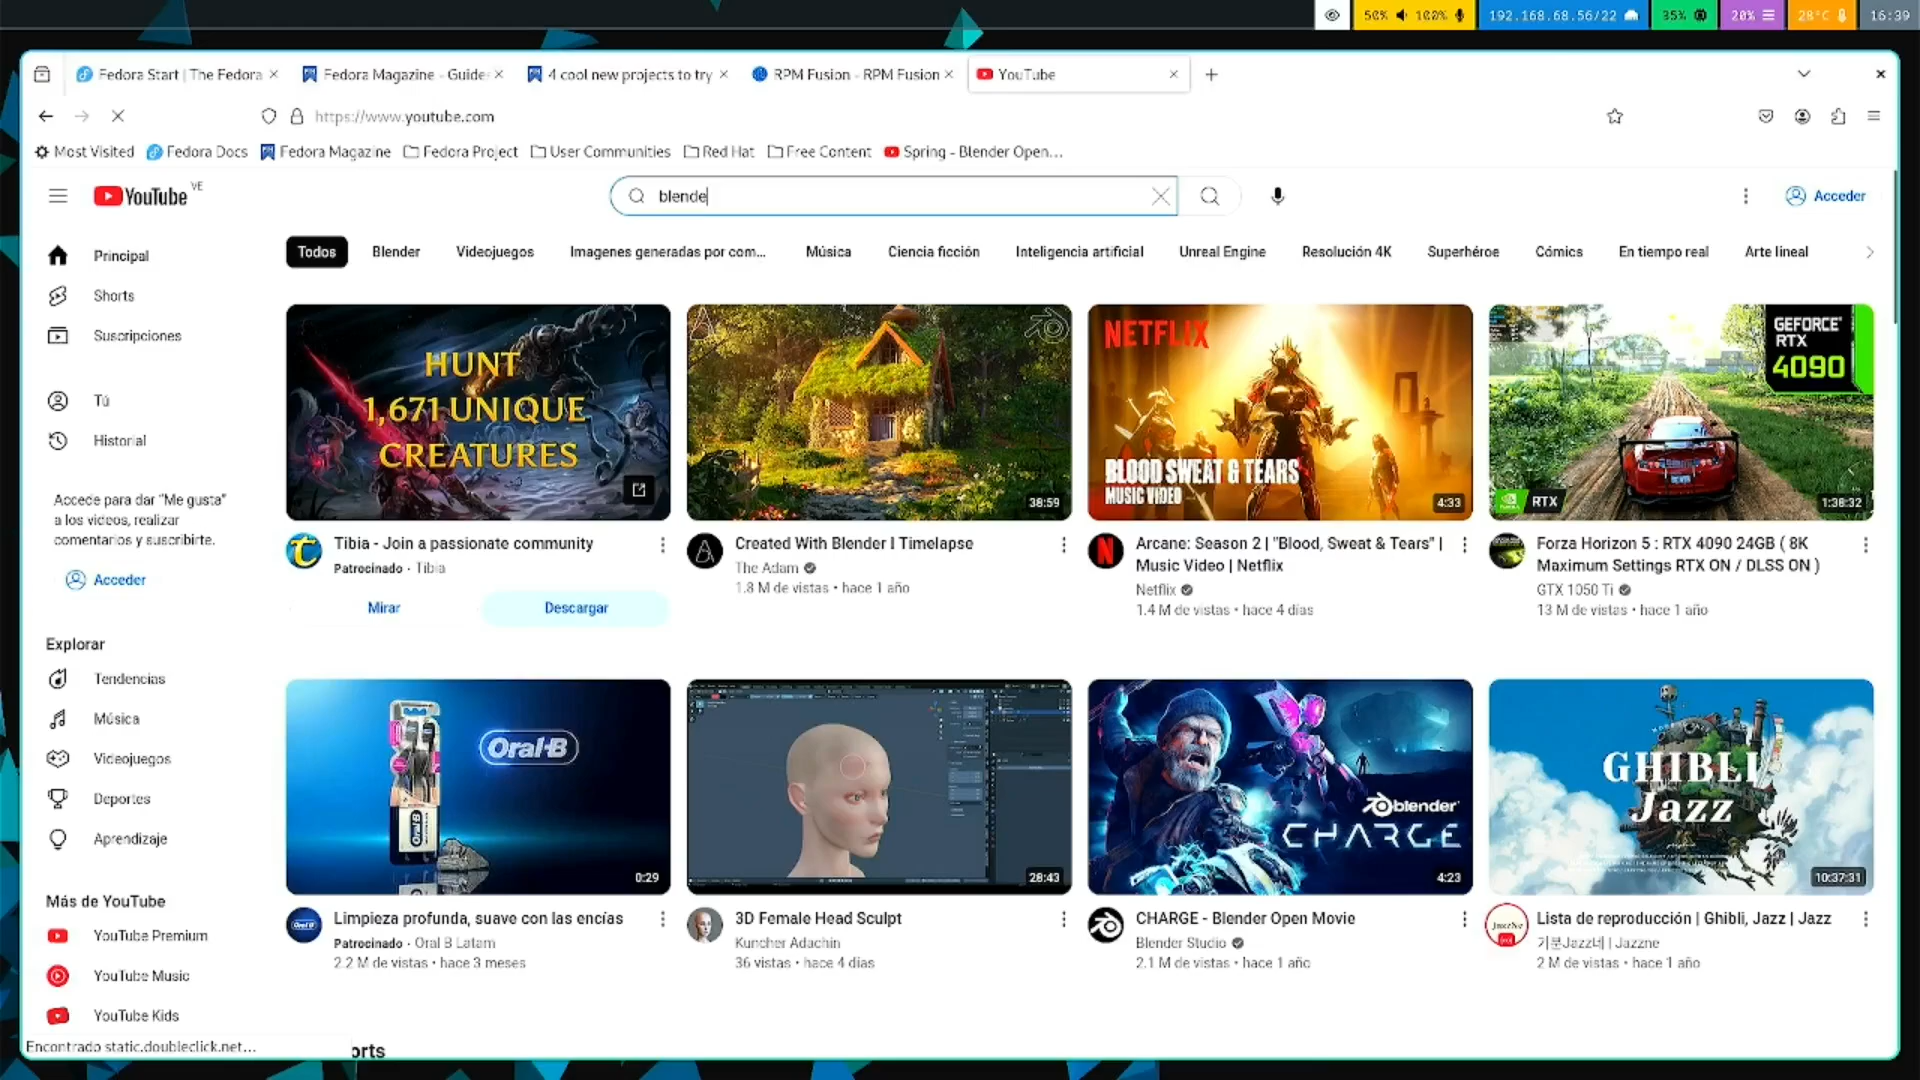 50% 100% 192.168.68.56/22 35% 20% 28°C 16:39
Fedora Start | The Fedora
Fedora Magazine - Guide
4 cool new projects to try
RPM Fusion - RPM Fusion
YouTube
https://www.youtube.com
Most Visited Fedora Docs Fedora Magazine Fedora Project User Communities Red Hat Free Content Spring - Blender Open…
YouTube VE
blende
Acceder
Principal
Shorts
Suscripciones
Tú
Historial
Accede para dar "Me gusta"
a los videos, realizar
comentarios y suscribirte.
Acceder
Explorar
Tendencias
Música
Videojuegos
Deportes
Aprendizaje
Más de YouTube
YouTube Premium
YouTube Music
YouTube Kids
Todos Blender Videojuegos Imagenes generadas por com... Música Ciencia ficción Inteligencia artificial Unreal Engine Resolución 4K Superhéroe Cómics En tiempo real Arte lineal
HUNT
1,671 UNIQUE
CREATURES
Tibia - Join a passionate community
Patrocinado · Tibia
Mirar
Descargar
38:59
Created With Blender I Timelapse
The Adam
1.8 M de vistas • hace 1 año
NETFLIX
BLOOD SWEAT & TEARS
MUSIC VIDEO
4:33
Arcane: Season 2 | "Blood, Sweat & Tears" |
Music Video | Netflix
Netflix
1.4 M de vistas • hace 4 días
GEFORCE
RTX
4090
RTX
1:38:32
Forza Horizon 5 : RTX 4090 24GB ( 8K
Maximum Settings RTX ON / DLSS ON )
GTX 1050 Ti
13 M de vistas • hace 1 año
Oral-B
Oral-B
0:29
Limpieza profunda, suave con las encías
Patrocinado · Oral B Latam
2.2 M de vistas • hace 3 meses
28:43
3D Female Head Sculpt
Kuncher Adachin
36 vistas • hace 4 días
blender
CHARGE
4:23
CHARGE - Blender Open Movie
Blender Studio
2.1 M de vistas • hace 1 año
GHIBLI
Jazz
10:37:31
Lista de reproducción | Ghibli, Jazz | Jazz
기분Jazz네 | Jazzne
2 M de vistas • hace 1 año
Encontrado static.doubleclick.net…
orts